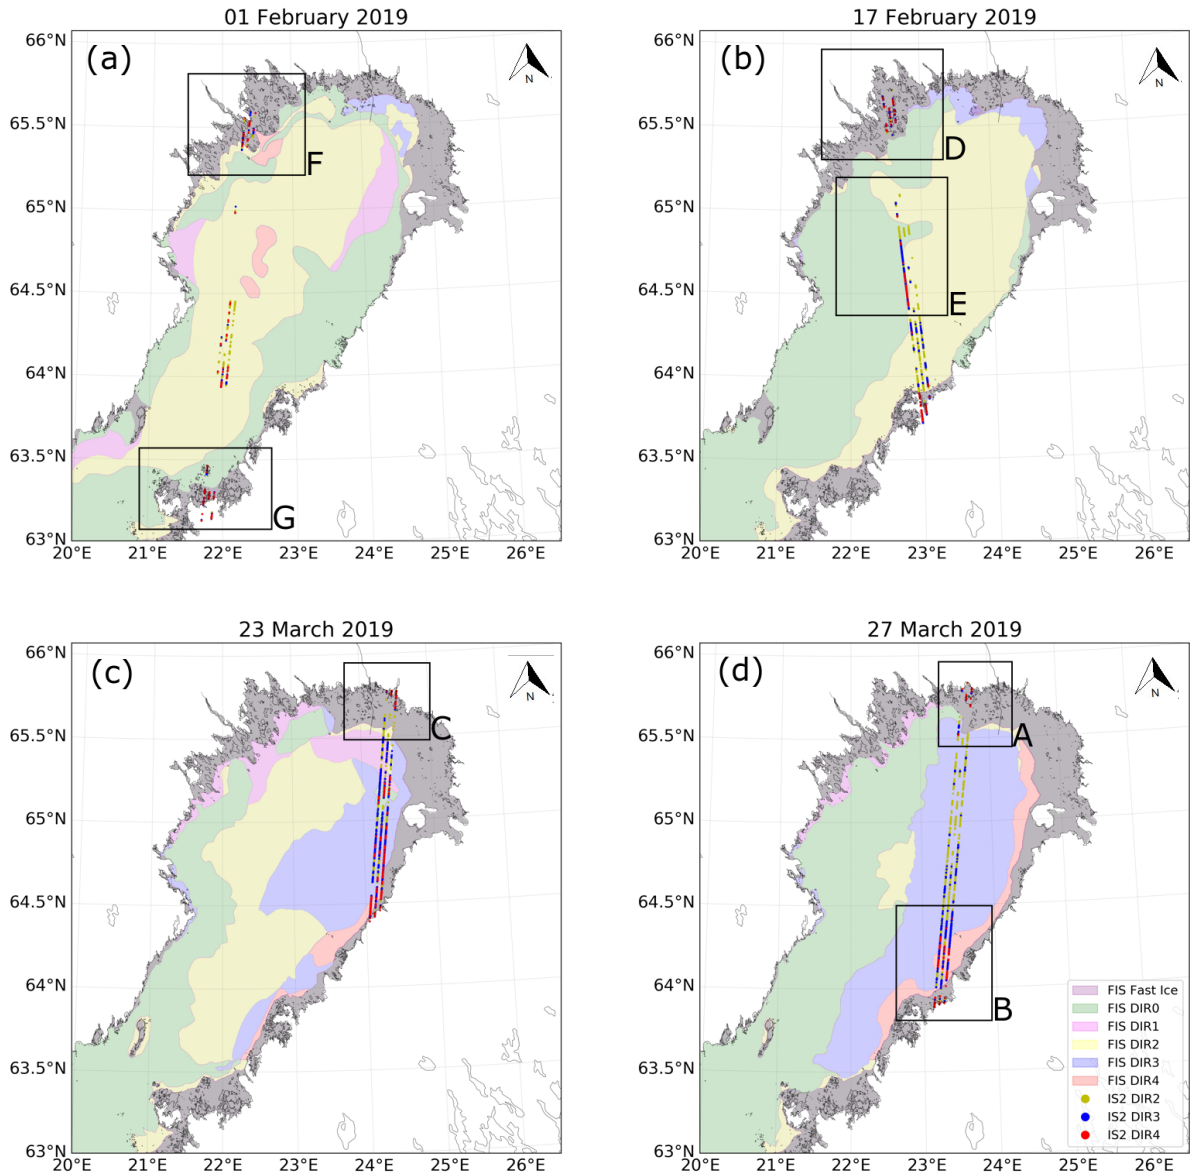 01 February 2019
17 February 2019
(a)
(b)
N
N
66°N
65.5°N
65°N
64.5°N
64°N
63.5°N
63°N
66°N
65.5°N
65°N
64.5°N
64°N
63.5°N
63°N
F
G
D
E
20°E
21°E
22°E
23°E
24°E
25°E
26°E
20°E
21°E
22°E
23°E
24°E
25°E
26°E
23 March 2019
27 March 2019
(c)
(d)
N
N
66°N
65.5°N
65°N
64.5°N
64°N
63.5°N
63°N
66°N
65.5°N
65°N
64.5°N
64°N
63.5°N
63°N
C
A
B
FIS Fast Ice
FIS DIR0
FIS DIR1
FIS DIR2
FIS DIR3
FIS DIR4
IS2 DIR2
IS2 DIR3
IS2 DIR4
20°E
21°E
22°E
23°E
24°E
25°E
26°E
20°E
21°E
22°E
23°E
24°E
25°E
26°E